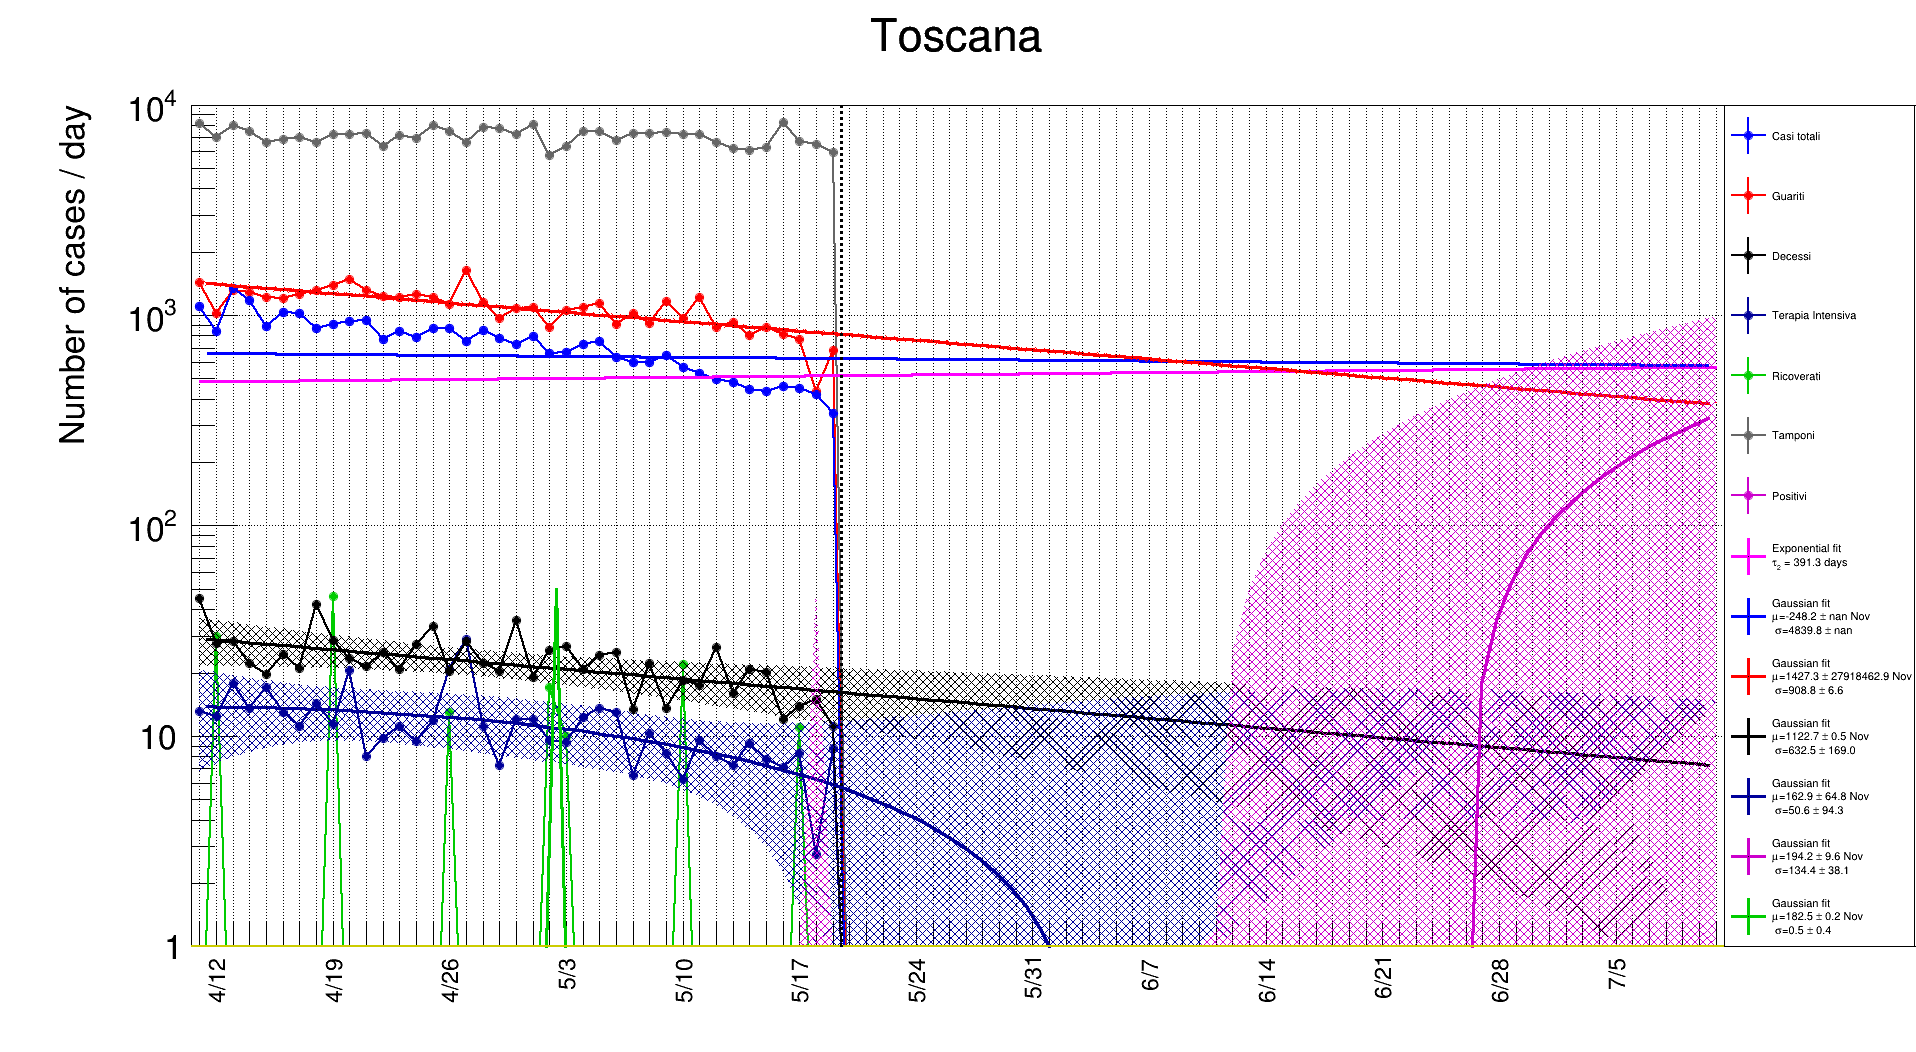 Toscana
Number of cases / day
10^4
10^3
10^2
10
1
4/12
4/19
4/26
5/3
5/10
5/17
5/24
5/31
6/7
6/14
6/21
6/28
7/5
Casi totali
Guariti
Decessi
Terapia Intensiva
Ricoverati
Tamponi
Positivi
Exponential fit
τ₂ = 391.3 days
Gaussian fit
μ=-248.2 ± nan Nov
σ=4839.8 ± nan
Gaussian fit
μ=1427.3 ± 27918462.9 Nov
σ=908.8 ± 6.6
Gaussian fit
μ=1122.7 ± 0.5 Nov
σ=632.5 ± 169.0
Gaussian fit
μ=162.9 ± 64.8 Nov
σ=50.6 ± 94.3
Gaussian fit
μ=194.2 ± 9.6 Nov
σ=134.4 ± 38.1
Gaussian fit
μ=182.5 ± 0.2 Nov
σ=0.5 ± 0.4